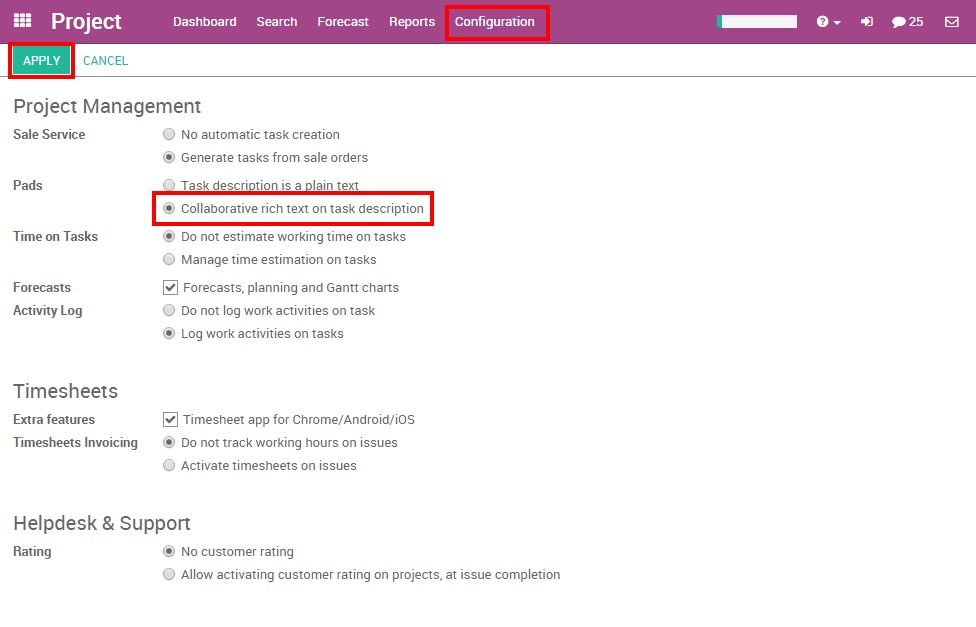 Project Dashboard Search Forecast Reports Configuration 25
APPLY CANCEL
Project Management
Sale Service No automatic task creation
Generate tasks from sale orders
Pads Task description is a plain text
Collaborative rich text on task description
Time on Tasks Do not estimate working time on tasks
Manage time estimation on tasks
Forecasts Forecasts, planning and Gantt charts
Activity Log Do not log work activities on task
Log work activities on tasks
Timesheets
Extra features Timesheet app for Chrome/Android/iOS
Timesheets Invoicing Do not track working hours on issues
Activate timesheets on issues
Helpdesk & Support
Rating No customer rating
Allow activating customer rating on projects, at issue completion